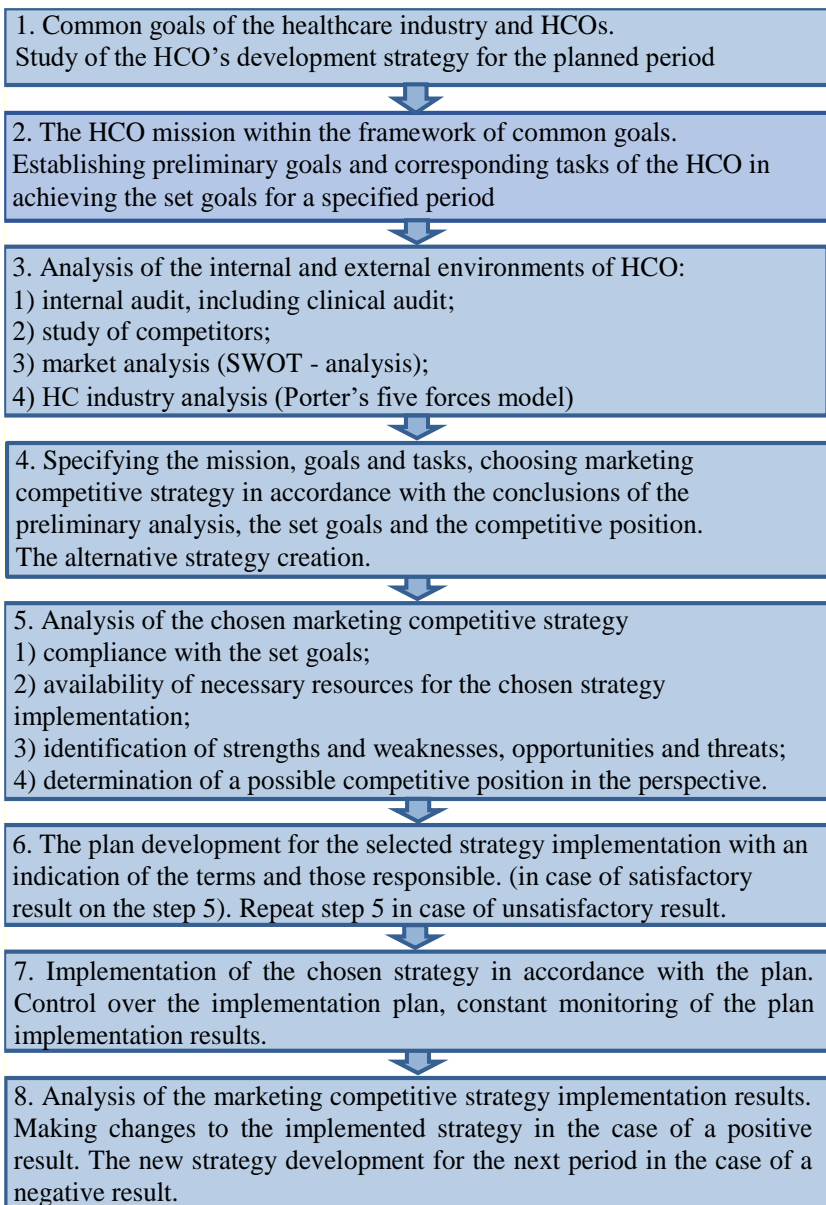 1. Common goals of the healthcare industry and HCOs.
Study of the HCO’s development strategy for the planned period
2. The HCO mission within the framework of common goals.
Establishing preliminary goals and corresponding tasks of the HCO in
achieving the set goals for a specified period
3. Analysis of the internal and external environments of HCO:
1) internal audit, including clinical audit;
2) study of competitors;
3) market analysis (SWOT - analysis);
4) HC industry analysis (Porter’s five forces model)
4. Specifying the mission, goals and tasks, choosing marketing
competitive strategy in accordance with the conclusions of the
preliminary analysis, the set goals and the competitive position.
The alternative strategy creation.
5. Analysis of the chosen marketing competitive strategy
1) compliance with the set goals;
2) availability of necessary resources for the chosen strategy
implementation;
3) identification of strengths and weaknesses, opportunities and threats;
4) determination of a possible competitive position in the perspective.
6. The plan development for the selected strategy implementation with an
indication of the terms and those responsible. (in case of satisfactory
result on the step 5). Repeat step 5 in case of unsatisfactory result.
7. Implementation of the chosen strategy in accordance with the plan.
Control over the implementation plan, constant monitoring of the plan
implementation results.
8. Analysis of the marketing competitive strategy implementation results.
Making changes to the implemented strategy in the case of a positive
result. The new strategy development for the next period in the case of a
negative result.